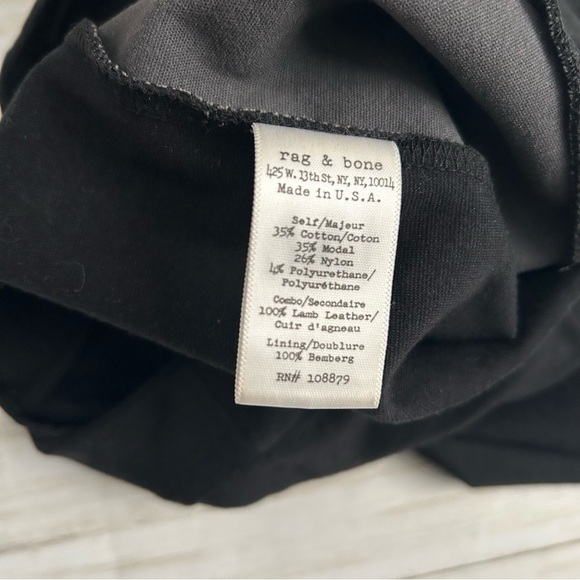 rag & bone
425 W. 13th St, NY, NY, 10014
Made in U.S.A.
Self/Majeur
35% Cotton/Coton
35% Modal
26% Nylon
4% Polyurethane/
Polyuréthane
Combo/Secondaire
100% Lamb Leather/
Cuir d'agneau
Lining/Doublure
100% Bemberg
RN# 108879